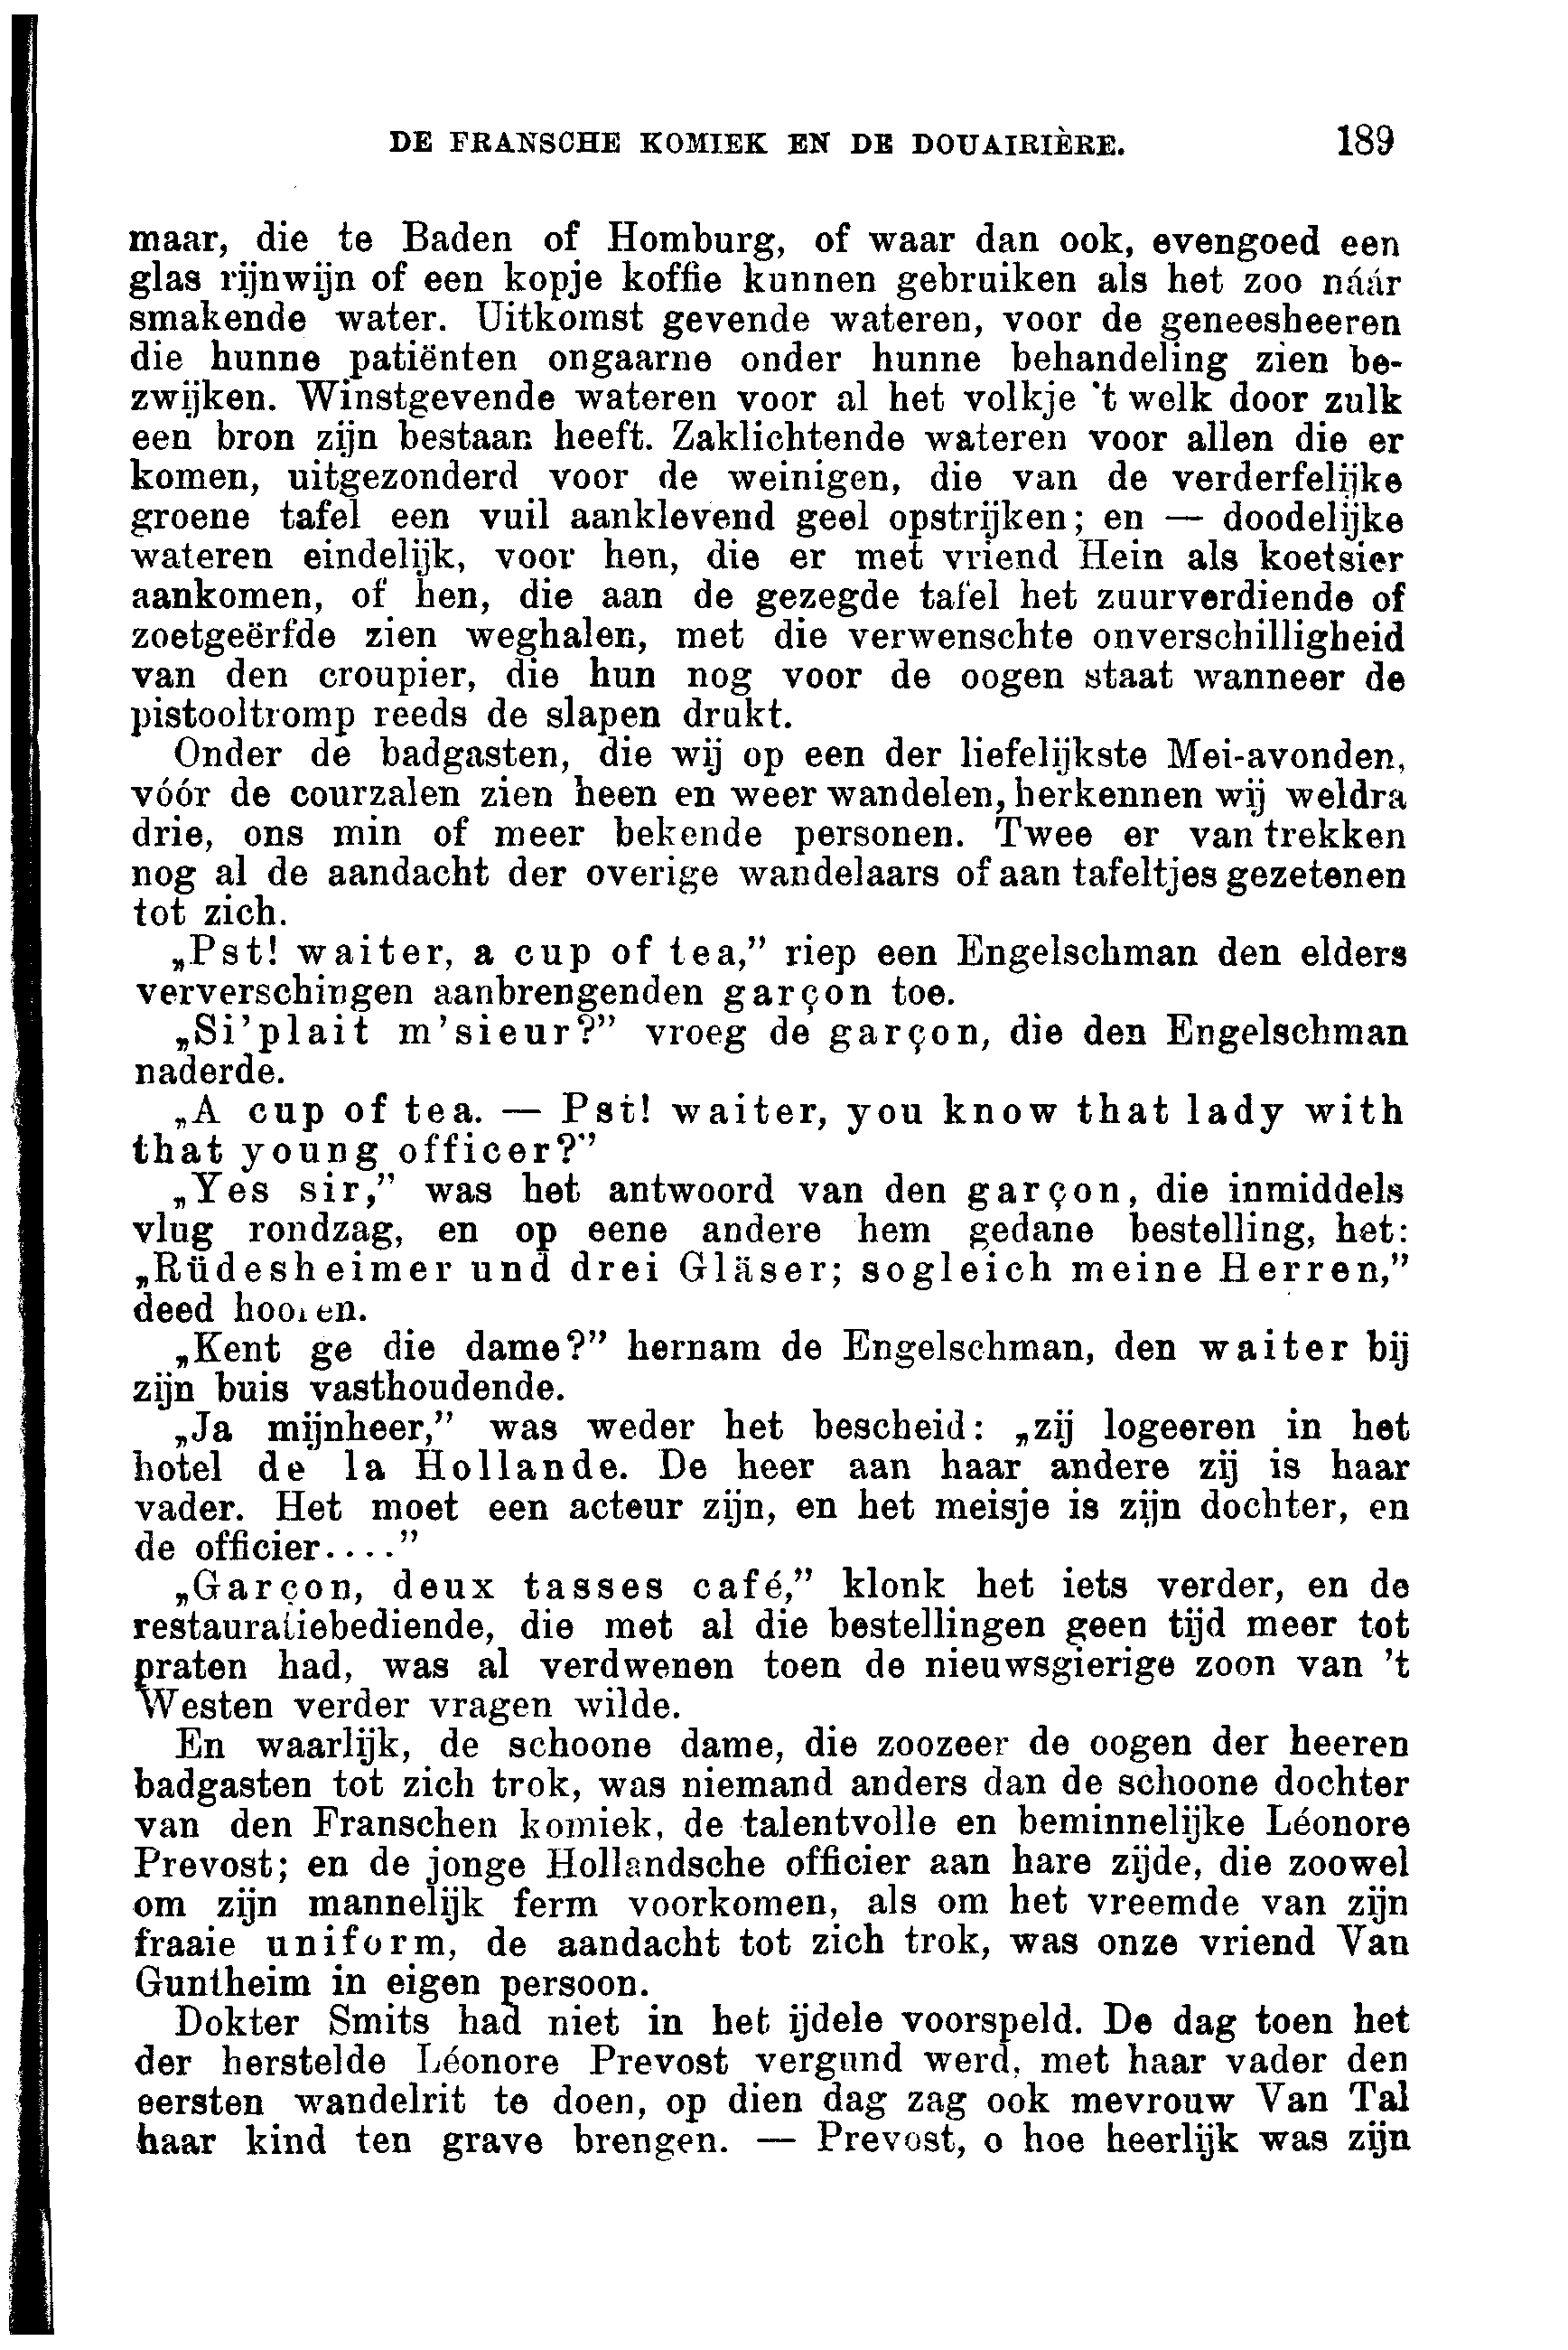 DE FRANSCHE KOMIEK EN DE DOUAIRIÈRE. 189
maar, die te Baden of Homburg, of waar dan ook, evengoed een
glas rijnwijn of een kopje koffie kunnen gebruiken als het zoo náár
smakende water. Uitkomst gevende wateren, voor de geneesheeren
die hunne patiënten ongaarne onder hunne behandeling zien be-
zwijken. Winstgevende wateren voor al het volkje 't welk door zulk
een bron zijn bestaan heeft. Zaklichtende wateren voor allen die er
komen, uitgezonderd voor de weinigen, die van de verderfelijke
groene tafel een vuil aanklevend geel opstrijken; en — doodelijke
wateren eindelijk, voor hen, die er met vriend Hein als koetsier
aankomen, of hen, die aan de gezegde tafel het zuurverdiende of
zoetgeërfde zien weghalen, met die verwenschte onverschilligheid
van den croupier, die hun nog voor de oogen staat wanneer de
pistooltromp reeds de slapen drukt.
Onder de badgasten, die wij op een der liefelijkste Mei-avonden,
vóór de courzalen zien heen en weer wandelen, herkennen wij weldra
drie, ons min of meer bekende personen. Twee er van trekken
nog al de aandacht der overige wandelaars of aan tafeltjes gezetenen
tot zich.
„Pst! waiter, a cup of tea,” riep een Engelschman den elders
ververschingen aanbrengenden garçon toe.
„Si'plait m'sieur?” vroeg de garçon, die den Engelschman
naderde.
„A cup of tea. — Pst! waiter, you know that lady with
that young officer?”
„Yes sir,” was het antwoord van den garçon, die inmiddels
vlug rondzag, en op eene andere hem gedane bestelling, het:
„Rüdesheimer und drei Gläser; sogleich meine Herren,”
deed hooren.
„Kent ge die dame?” hernam de Engelschman, den waiter bij
zijn buis vasthoudende.
„Ja mijnheer,” was weder het bescheid: „zij logeeren in het
hotel de la Hollande. De heer aan haar andere zij is haar
vader. Het moet een acteur zijn, en het meisje is zijn dochter, en
de officier....”
„Garçon, deux tasses café,” klonk het iets verder, en de
restauratiebediende, die met al die bestellingen geen tijd meer tot
praten had, was al verdwenen toen de nieuwsgierige zoon van 't
Westen verder vragen wilde.
En waarlijk, de schoone dame, die zoozeer de oogen der heeren
badgasten tot zich trok, was niemand anders dan de schoone dochter
van den Franschen komiek, de talentvolle en beminnelijke Léonore
Prevost; en de jonge Hollandsche officier aan hare zijde, die zoowel
om zijn mannelijk ferm voorkomen, als om het vreemde van zijn
fraaie uniform, de aandacht tot zich trok, was onze vriend Van
Guntheim in eigen persoon.
Dokter Smits had niet in het ijdele voorspeld. De dag toen het
der herstelde Léonore Prevost vergund werd, met haar vader den
eersten wandelrit te doen, op dien dag zag ook mevrouw Van Tal
haar kind ten grave brengen. — Prevost, o hoe heerlijk was zijn